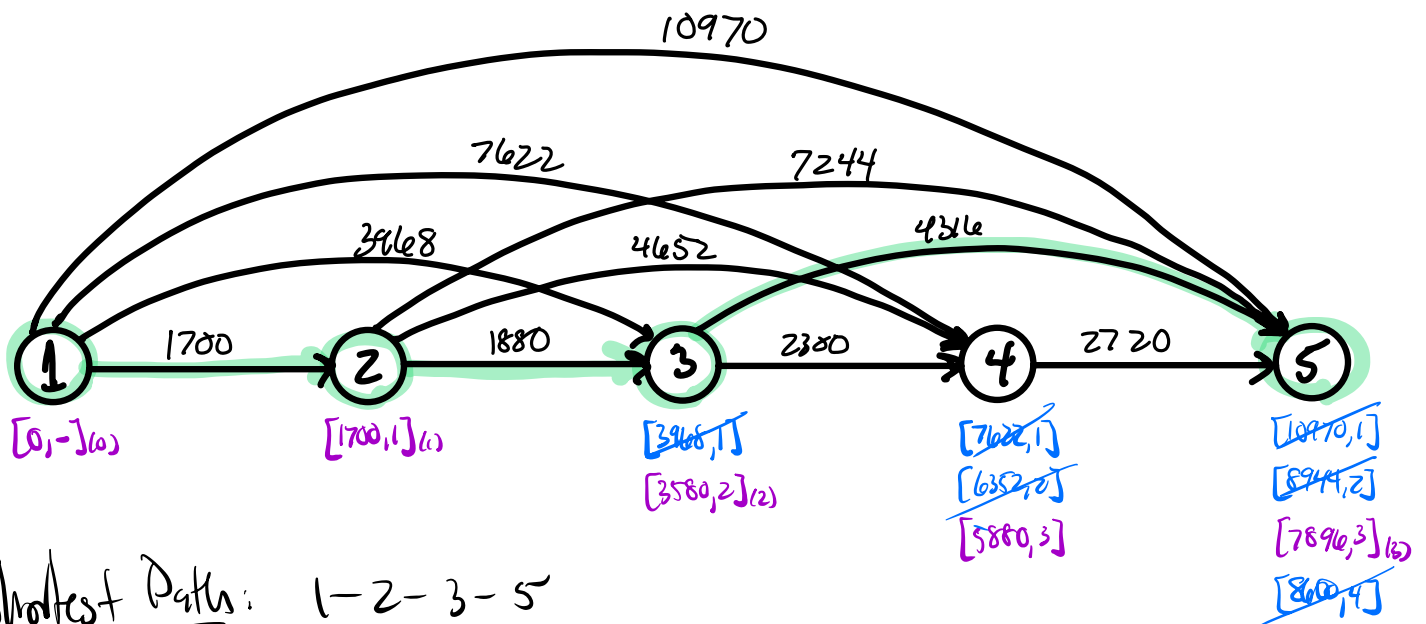 10970
7622 7244
3968 4652 4316
1 1700 2 1880 3 2300 4 2720 5
[0,-](0) [1700,1](1) [3968,1] [7622,1] [10970,1]
[3580,2](2) [6352,2] [8944,2]
[5880,3] [7896,3](3)
Shortest Path: 1-2-3-5 [8600,4]